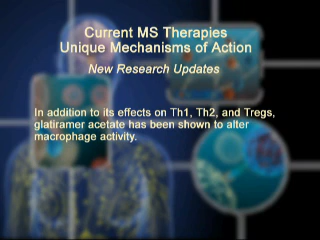 Current MS Therapies
Unique Mechanisms of Action
New Research Updates
In addition to its effects on Th1, Th2, and Tregs,
glatiramer acetate has been shown to alter
macrophage activity.